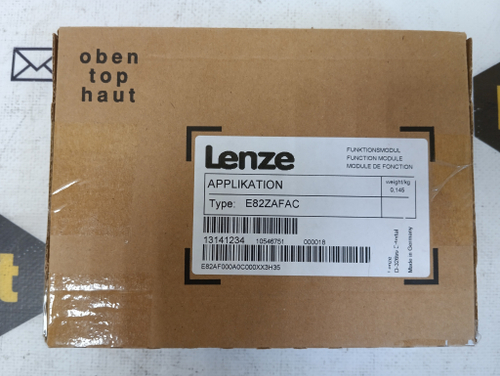 oben
top
haut
Lenze
FUNKTIONSMODUL
FUNCTION MODULE
MODULE DE FONCTION
APPLIKATION
weight/kg
0,146
Type: E82ZAFAC
13141234 10546751 000018
E82AF000A0C000XX3H35
Made in Germany